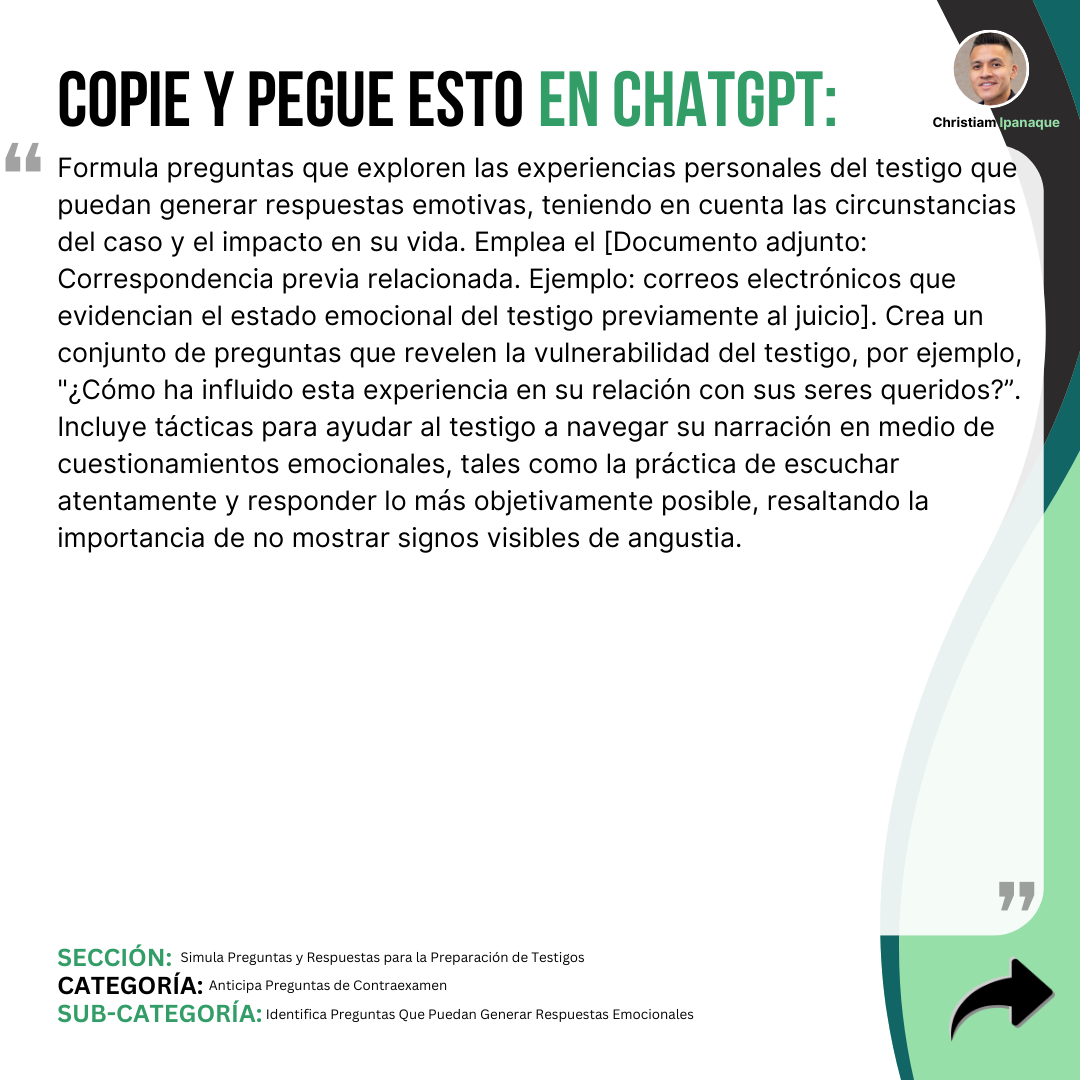 COPIE Y PEGUE ESTO EN CHATGPT:
Christiam Ipanaque
“
Formula preguntas que exploren las experiencias personales del testigo que
puedan generar respuestas emotivas, teniendo en cuenta las circunstancias
del caso y el impacto en su vida. Emplea el [Documento adjunto:
Correspondencia previa relacionada. Ejemplo: correos electrónicos que
evidencian el estado emocional del testigo previamente al juicio]. Crea un
conjunto de preguntas que revelen la vulnerabilidad del testigo, por ejemplo,
"¿Cómo ha influido esta experiencia en su relación con sus seres queridos?”.
Incluye tácticas para ayudar al testigo a navegar su narración en medio de
cuestionamientos emocionales, tales como la práctica de escuchar
atentamente y responder lo más objetivamente posible, resaltando la
importancia de no mostrar signos visibles de angustia.
”
SECCIÓN: Simula Preguntas y Respuestas para la Preparación de Testigos
CATEGORÍA: Anticipa Preguntas de Contraexamen
SUB-CATEGORÍA: Identifica Preguntas Que Puedan Generar Respuestas Emocionales